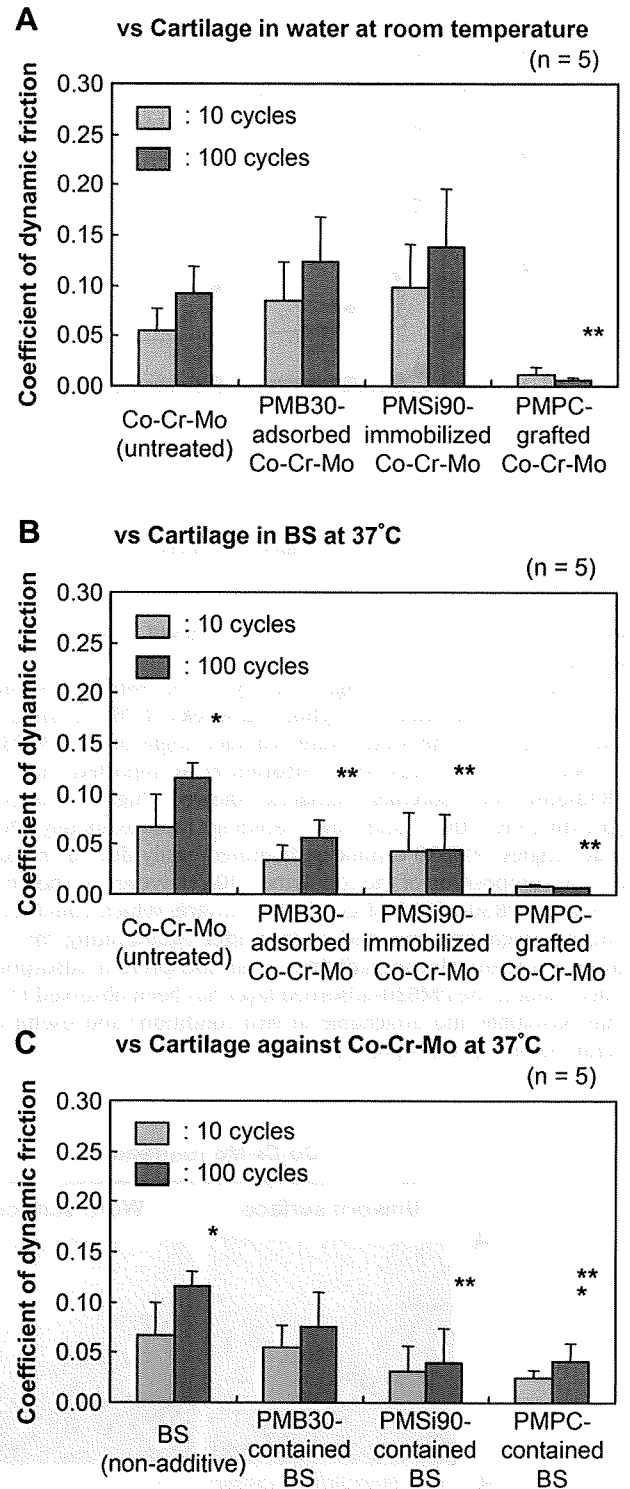 A
vs Cartilage in water at room temperature
(n = 5)
Coefficient of dynamic friction
0.30
0.25
0.20
0.15
0.10
0.05
0.00
: 10 cycles
: 100 cycles
**
Co-Cr-Mo
(untreated)
PMB30-
adsorbed
Co-Cr-Mo
PMSi90-
immobilized
Co-Cr-Mo
PMPC-
grafted
Co-Cr-Mo
B
vs Cartilage in BS at 37°C
(n = 5)
Coefficient of dynamic friction
0.30
0.25
0.20
0.15
0.10
0.05
0.00
: 10 cycles
: 100 cycles
*
**
**
**
Co-Cr-Mo
(untreated)
PMB30-
adsorbed
Co-Cr-Mo
PMSi90-
immobilized
Co-Cr-Mo
PMPC-
grafted
Co-Cr-Mo
C
vs Cartilage against Co-Cr-Mo at 37°C
(n = 5)
Coefficient of dynamic friction
0.30
0.25
0.20
0.15
0.10
0.05
0.00
: 10 cycles
: 100 cycles
*
**
**
*
BS
(non-additive)
PMB30-
contained
BS
PMSi90-
contained
BS
PMPC-
contained
BS